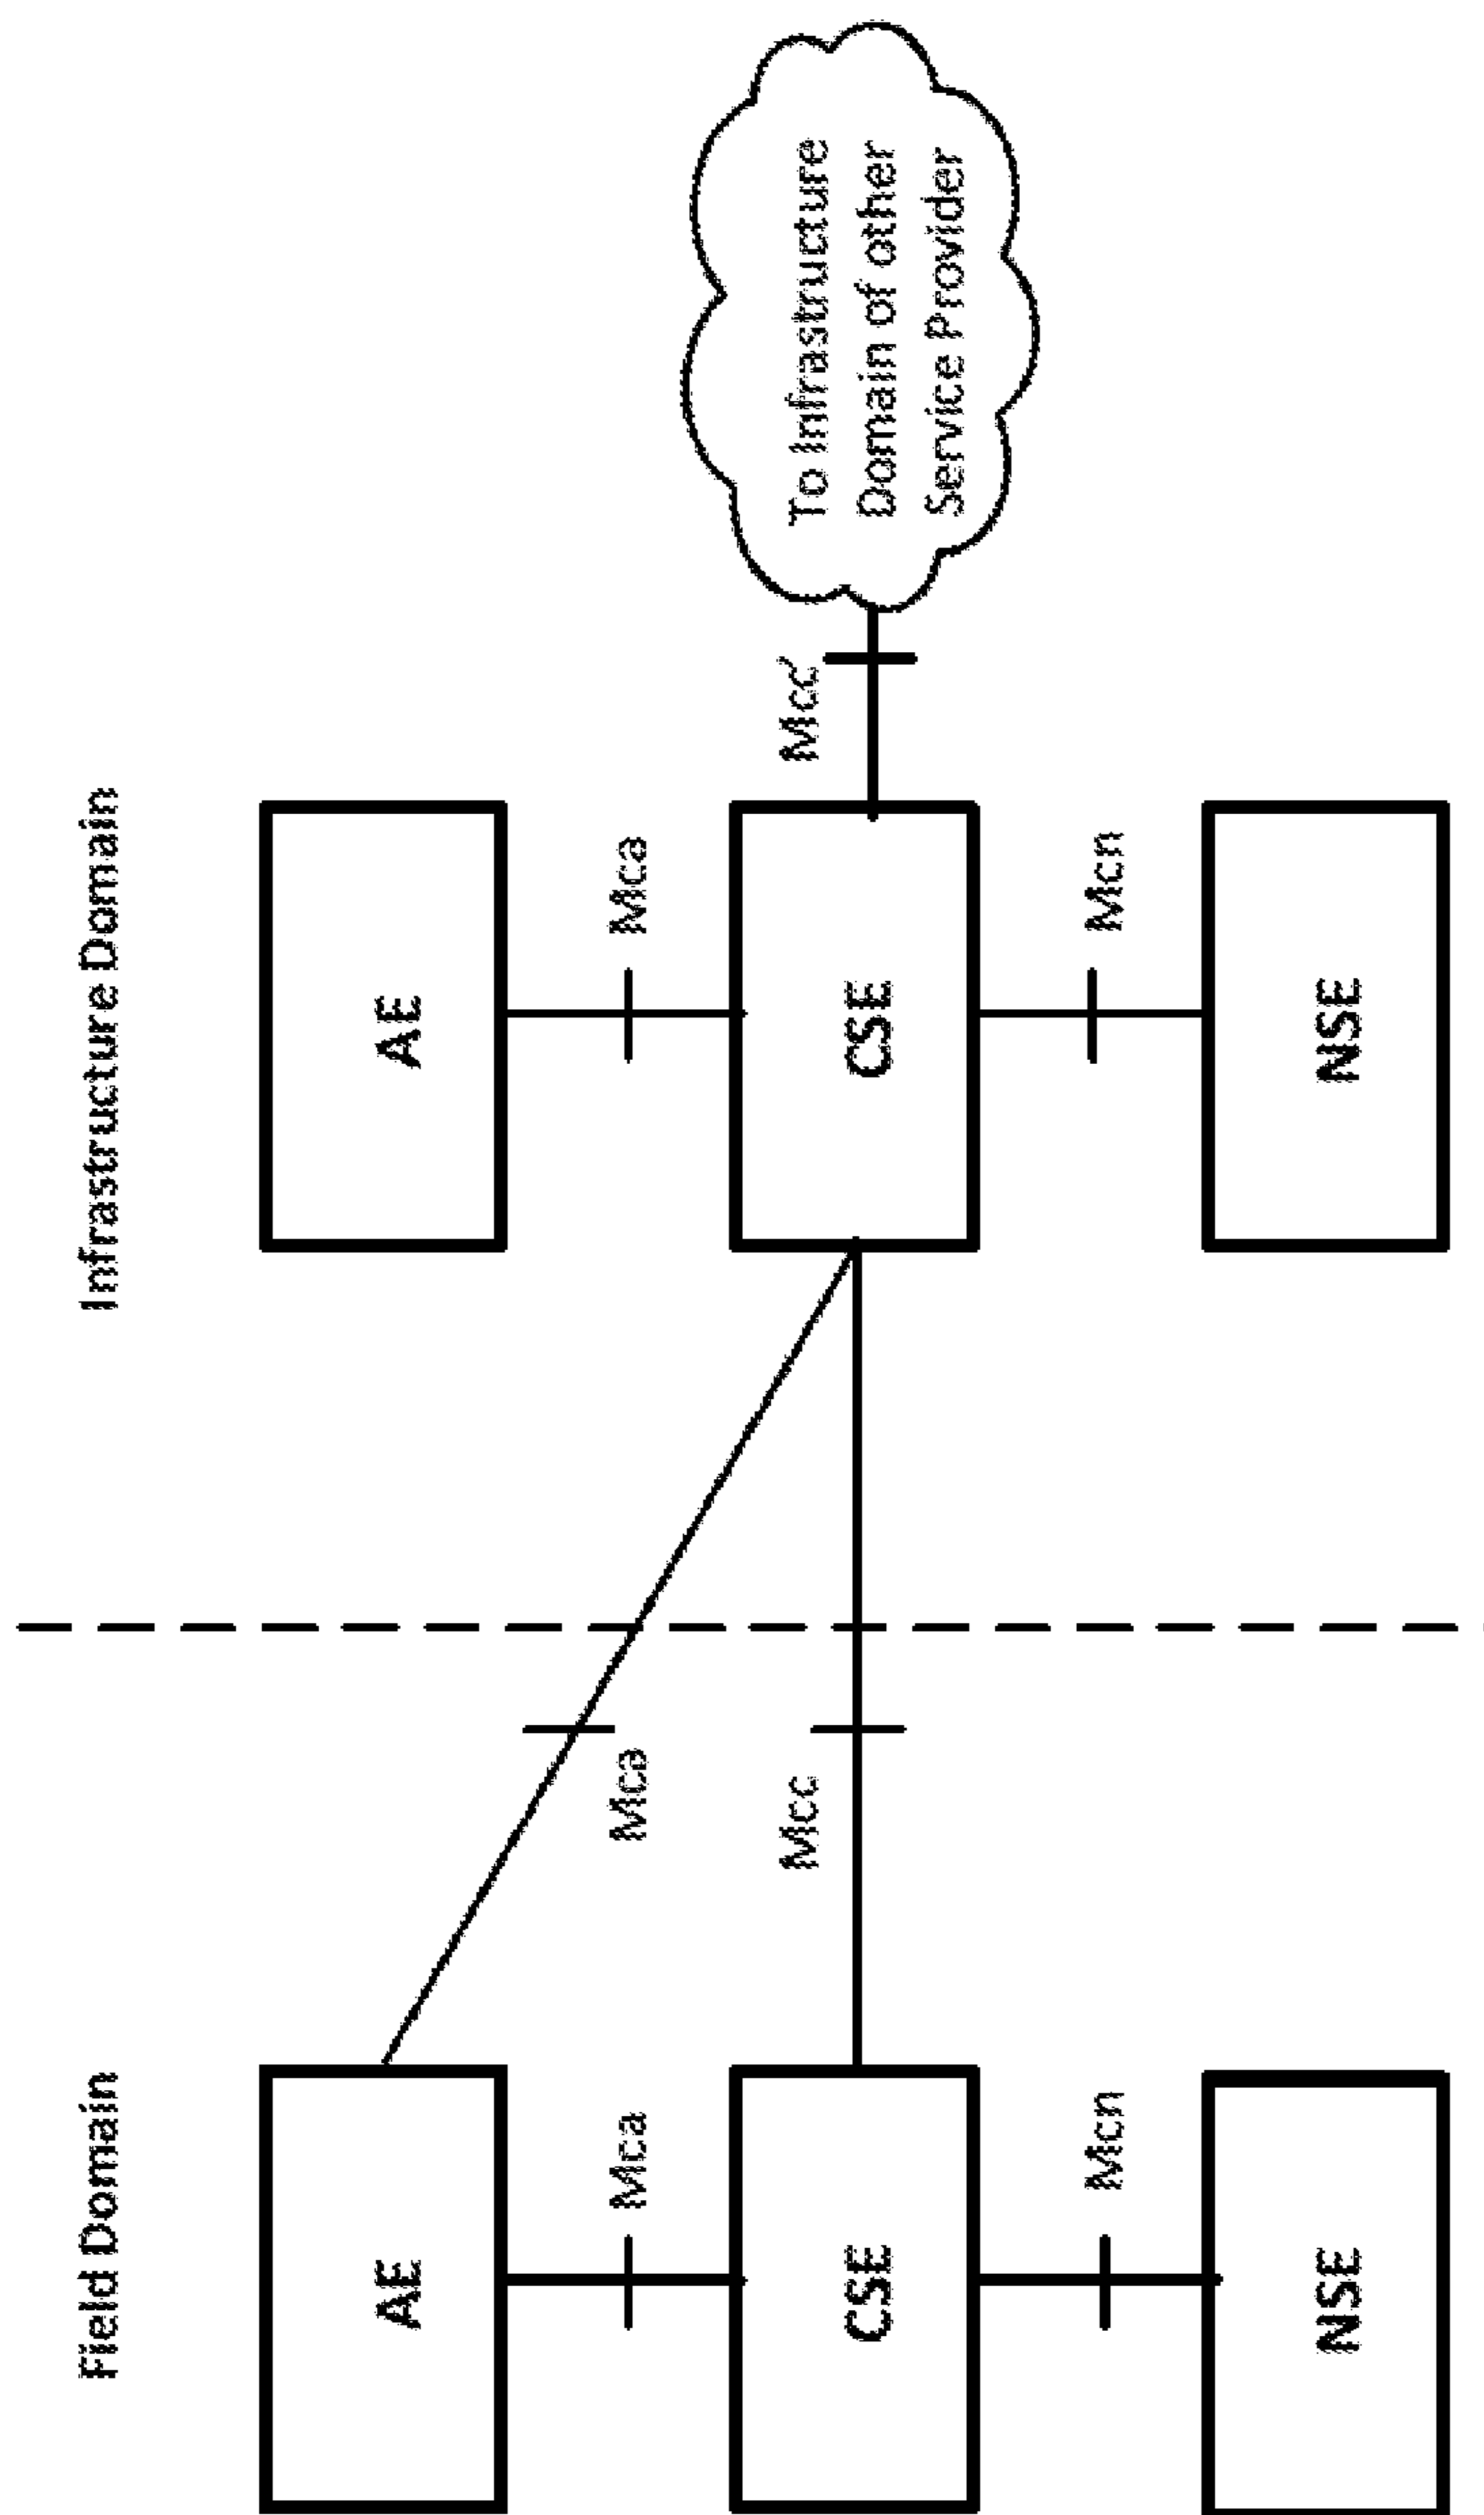 Field Domain
Infrastructure Domain
AE
AE
Mca
Mca
Mca
CSE
Mcc
CSE
Mcc'
To Infrastructure
Domain of other
Service Provider
Mcn
Mcn
NSE
NSE